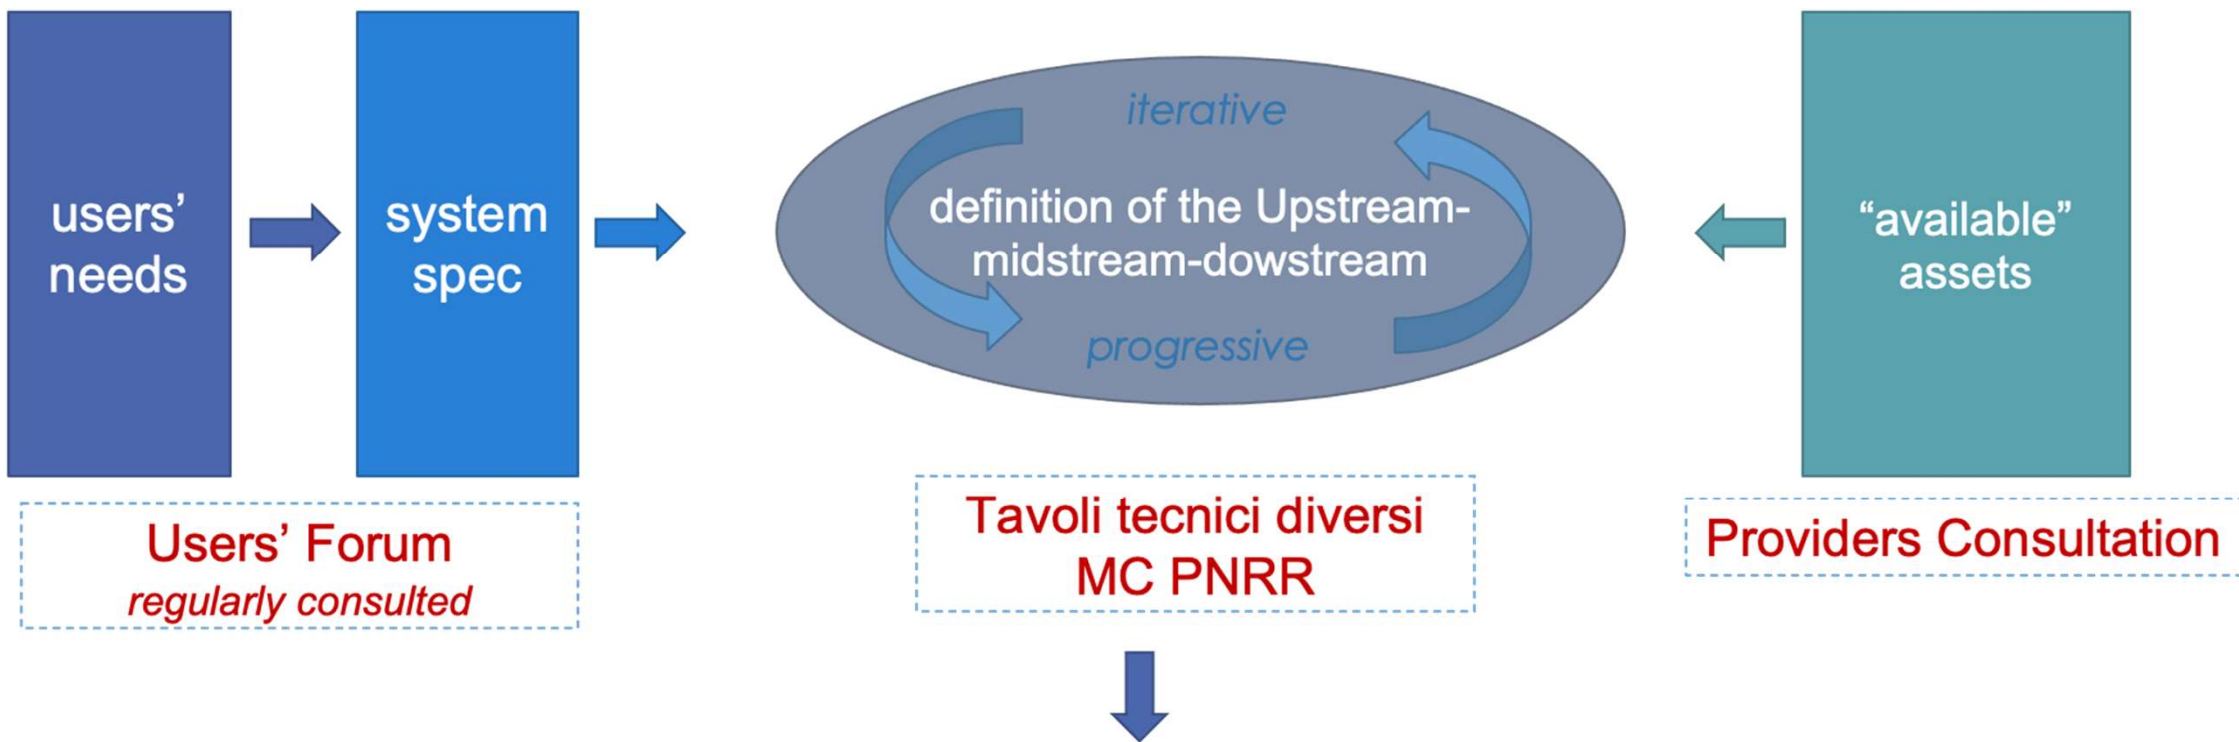 users'
needs
system
spec
iterative
definition of the Upstream-
midstream-dowstream
progressive
“available”
assets
Users' Forum
regularly consulted
Tavoli tecnici diversi
MC PNRR
Providers Consultation